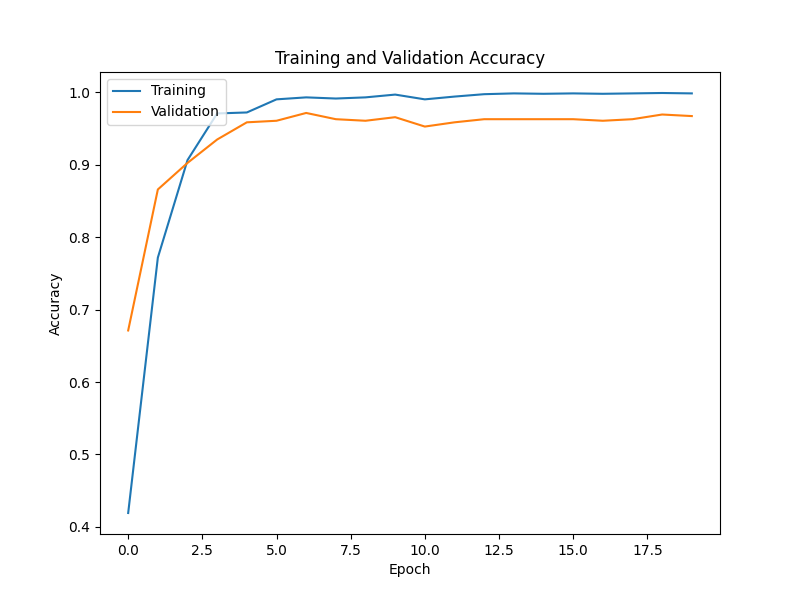 Training and Validation Accuracy
Training
Validation
1.0
0.9
0.8
0.7
0.6
0.5
0.4
Accuracy
0.0 2.5 5.0 7.5 10.0 12.5 15.0 17.5
Epoch